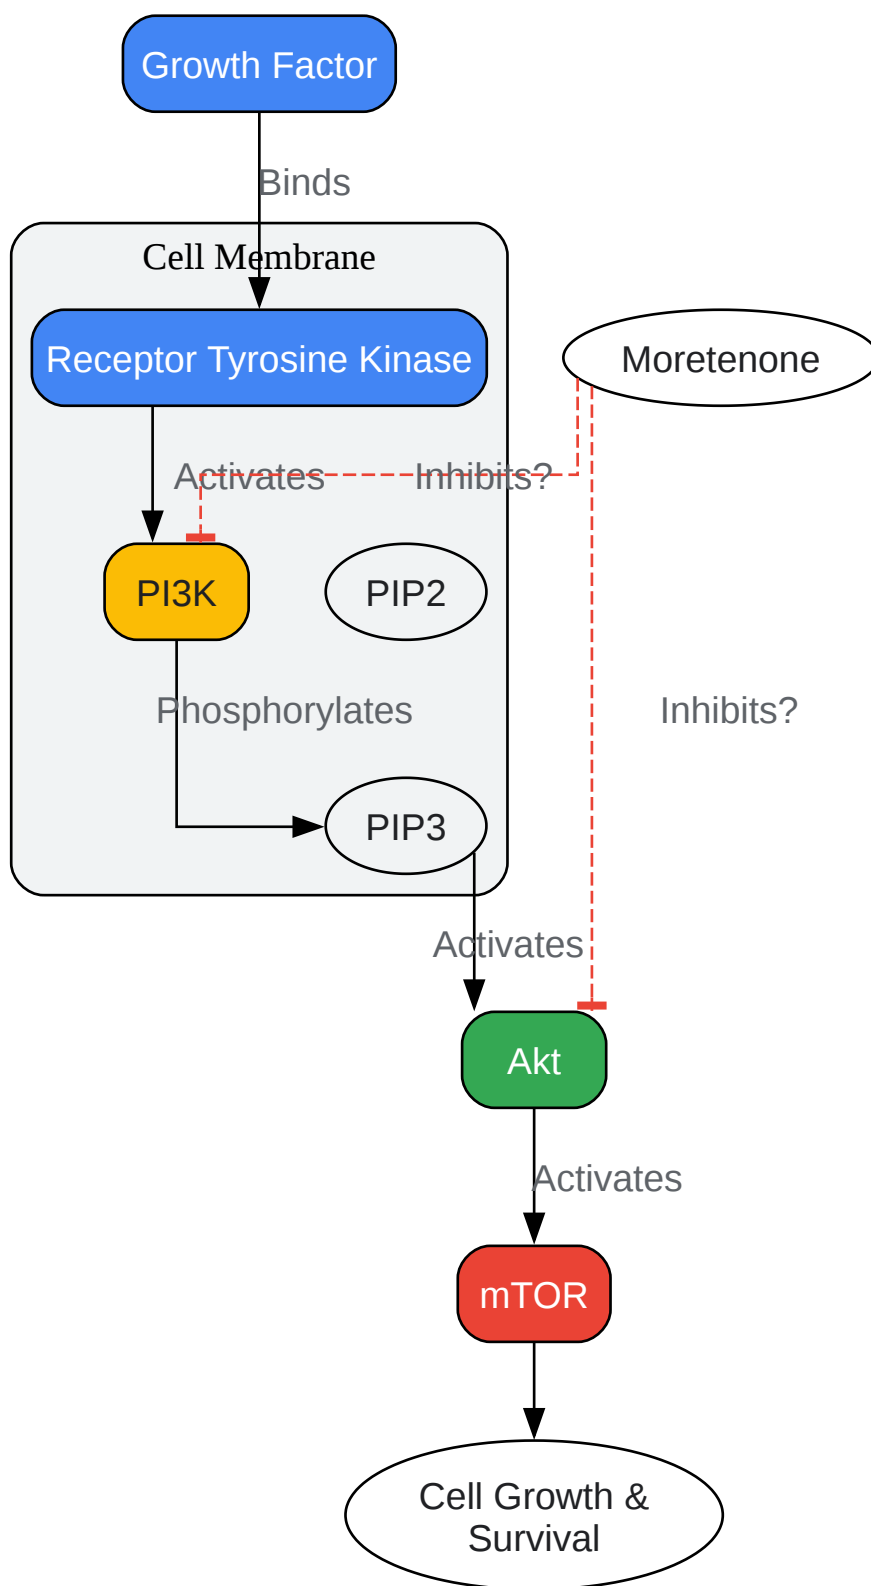 Growth Factor
Binds
Cell Membrane
Receptor Tyrosine Kinase
Moretenone
Activates
Inhibits?
PI3K
PIP2
Phosphorylates
Inhibits?
PIP3
Activates
Akt
Activates
mTOR
Cell Growth &
Survival